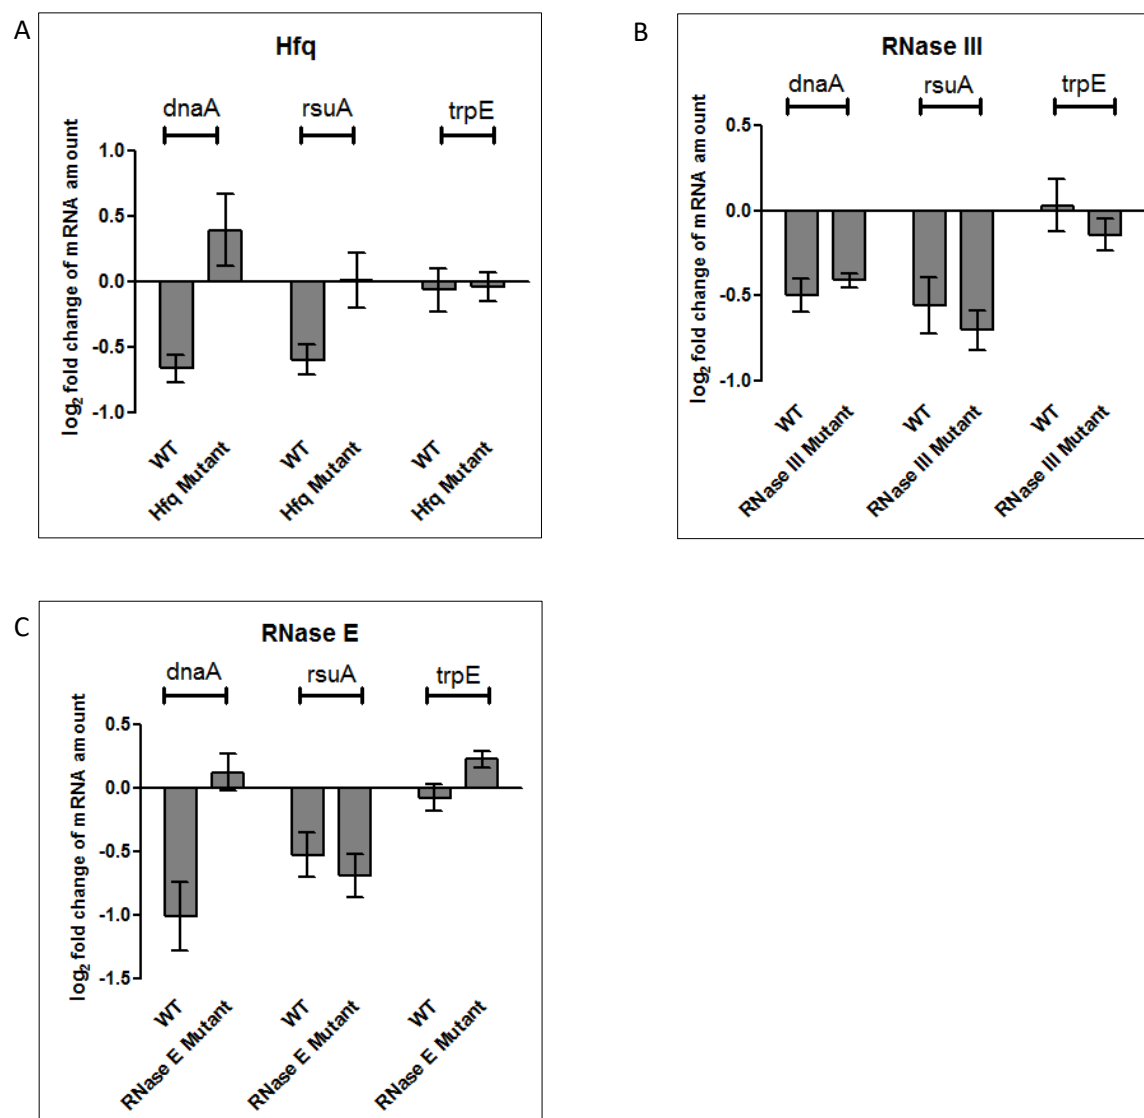 A
Hfq
dnaA rsuA trpE
log2 fold change of mRNA amount
1.0
0.5
0.0
-0.5
-1.0
WT
Hfq Mutant
WT
Hfq Mutant
WT
Hfq Mutant
B
RNase III
dnaA rsuA trpE
log2 fold change of mRNA amount
0.5
0.0
-0.5
-1.0
WT
RNase III Mutant
WT
RNase III Mutant
WT
RNase III Mutant
C
RNase E
dnaA rsuA trpE
log2 fold change of mRNA amount
0.5
0.0
-0.5
-1.0
-1.5
WT
RNase E Mutant
WT
RNase E Mutant
WT
RNase E Mutant